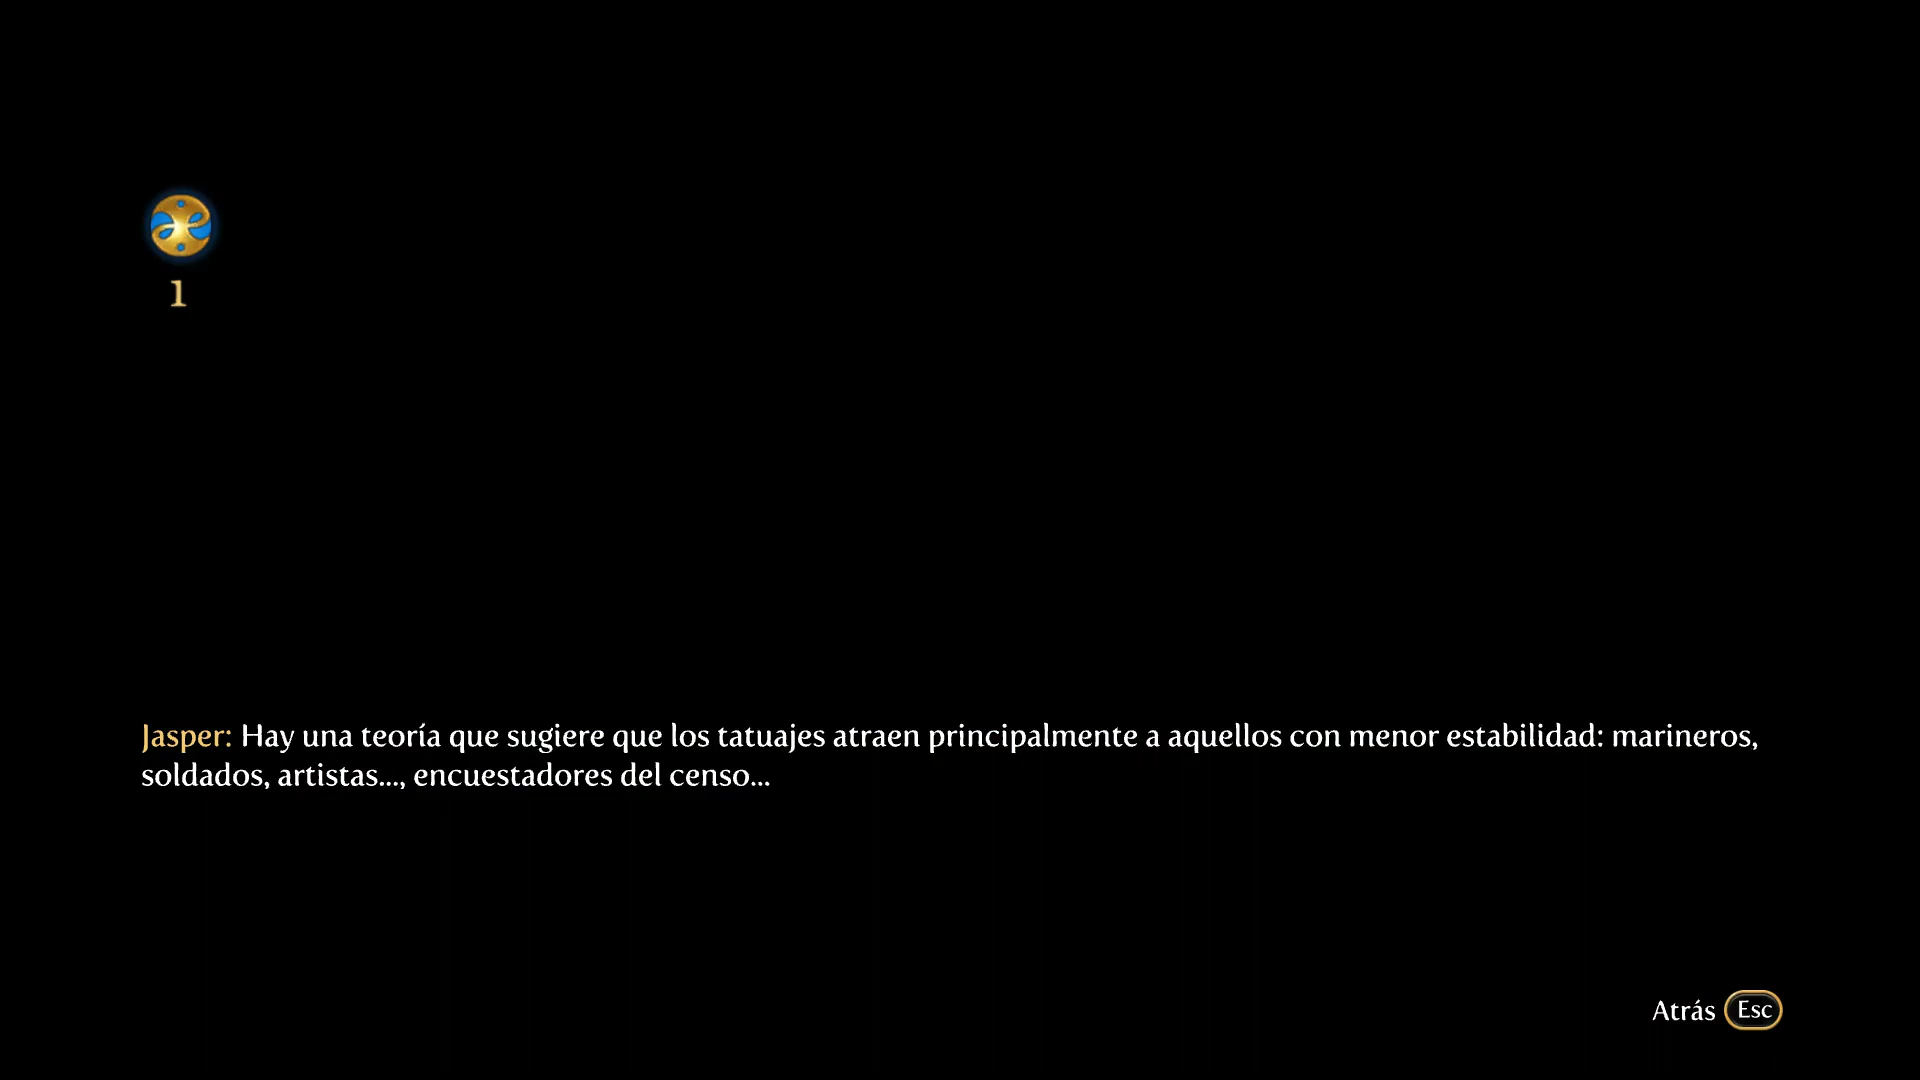 1
Jasper: Hay una teoría que sugiere que los tatuajes atraen principalmente a aquellos con menor estabilidad: marineros,
soldados, artistas..., encuestadores del censo...
Atrás Esc